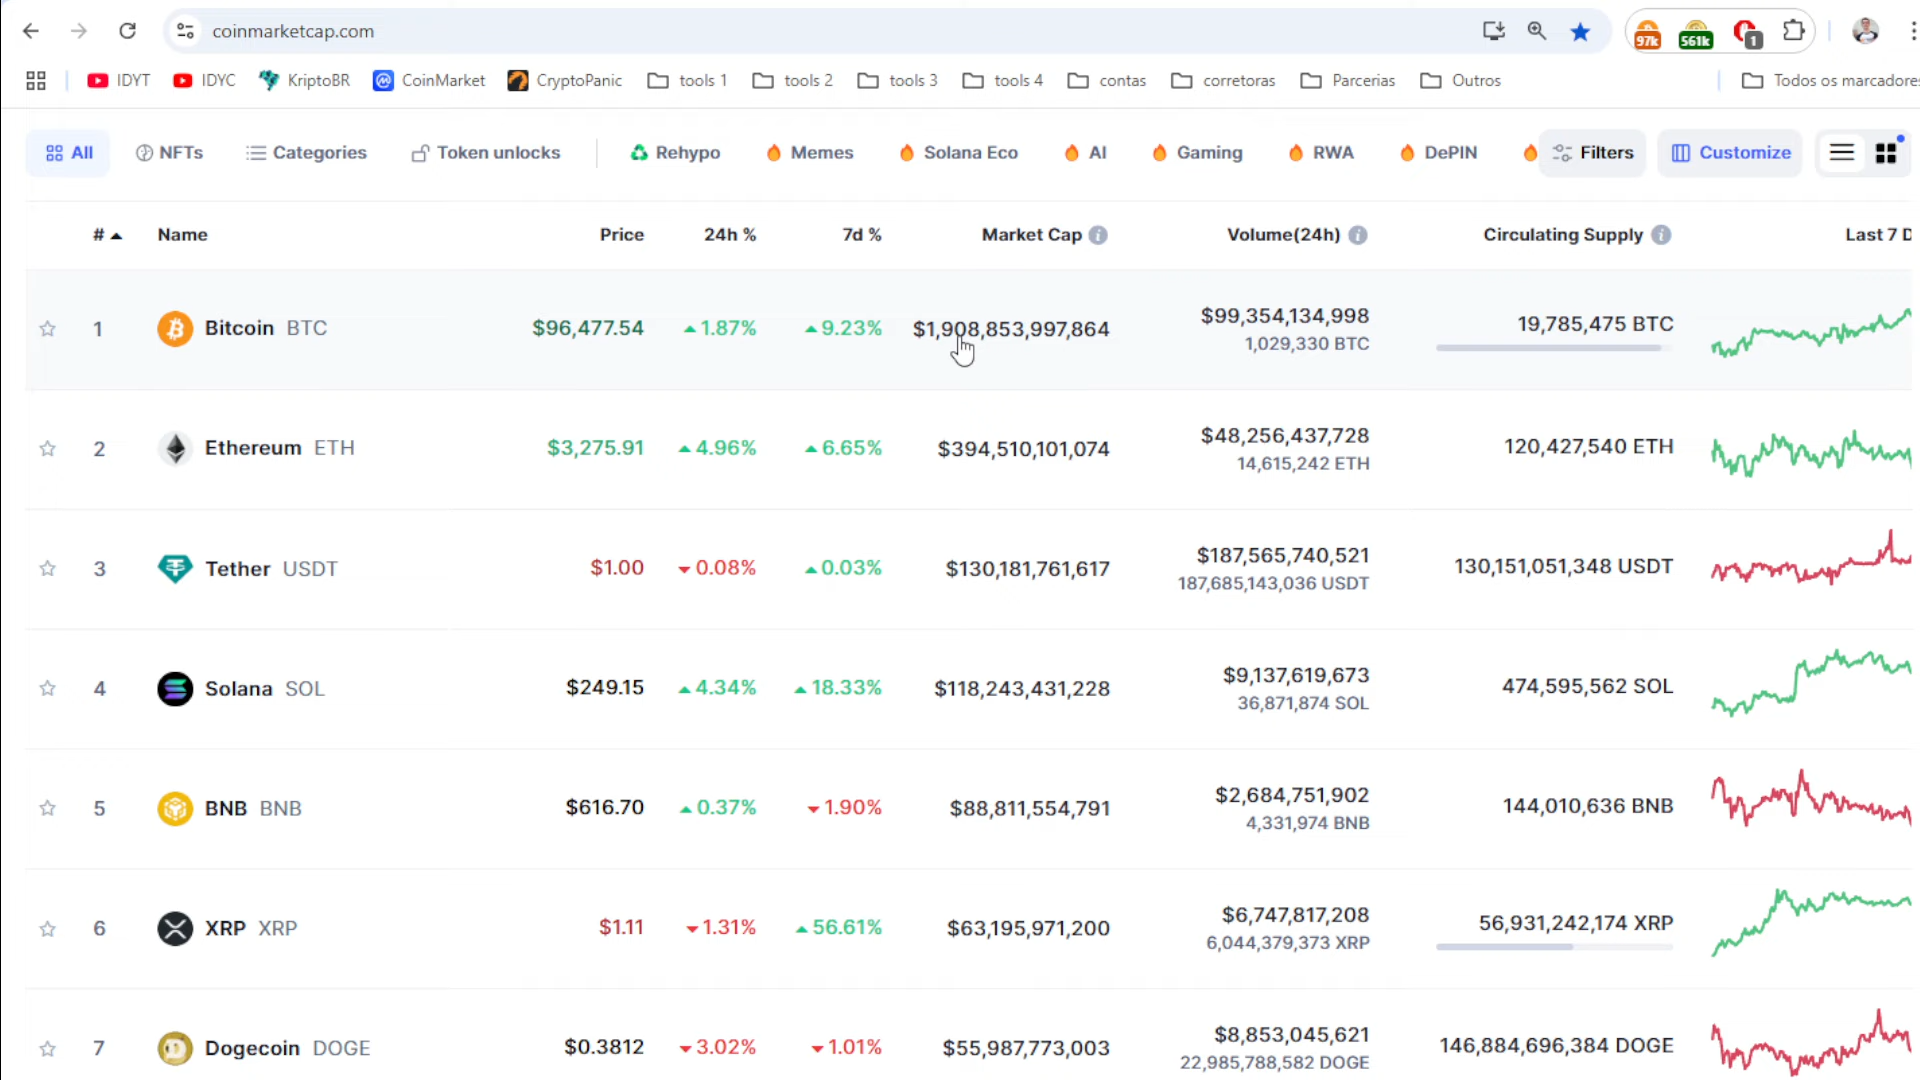 coinmarketcap.com
97k
561k
1
IDYT
IDYC
KriptoBR
CoinMarket
CryptoPanic
tools 1
tools 2
tools 3
tools 4
contas
corretoras
Parcerias
Outros
Todos os marcadores
All
NFTs
Categories
Token unlocks
Rehypo
Memes
Solana Eco
AI
Gaming
RWA
DePIN
Filters
Customize
# Name Price 24h % 7d % Market Cap Volume(24h) Circulating Supply Last 7 D
1 Bitcoin BTC $96,477.54 1.87% 9.23% $1,908,853,997,864 $99,354,134,998 19,785,475 BTC
1,029,330 BTC
2 Ethereum ETH $3,275.91 4.96% 6.65% $394,510,101,074 $48,256,437,728 120,427,540 ETH
14,615,242 ETH
3 Tether USDT $1.00 0.08% 0.03% $130,181,761,617 $187,565,740,521 130,151,051,348 USDT
187,685,143,036 USDT
4 Solana SOL $249.15 4.34% 18.33% $118,243,431,228 $9,137,619,673 474,595,562 SOL
36,871,874 SOL
5 BNB BNB $616.70 0.37% 1.90% $88,811,554,791 $2,684,751,902 144,010,636 BNB
4,331,974 BNB
6 XRP XRP $1.11 1.31% 56.61% $63,195,971,200 $6,747,817,208 56,931,242,174 XRP
6,044,379,373 XRP
7 Dogecoin DOGE $0.3812 3.02% 1.01% $55,987,773,003 $8,853,045,621 146,884,696,384 DOGE
22,985,788,582 DOGE